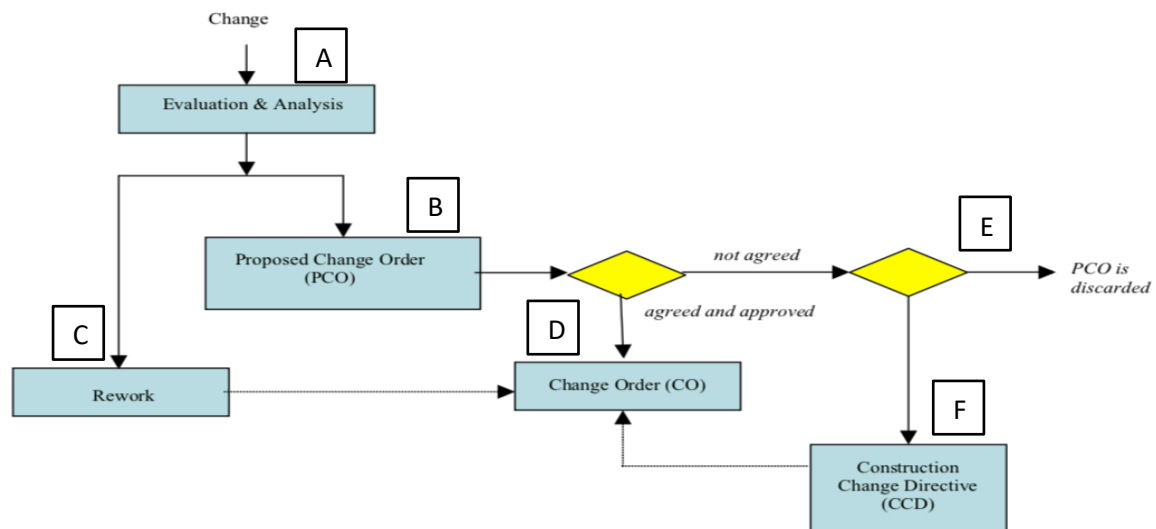 Change
A
Evaluation & Analysis
B
Proposed Change Order
(PCO)
E
not agreed
PCO is
discarded
agreed and approved
C
D
Rework
Change Order (CO)
F
Construction
Change Directive
(CCD)